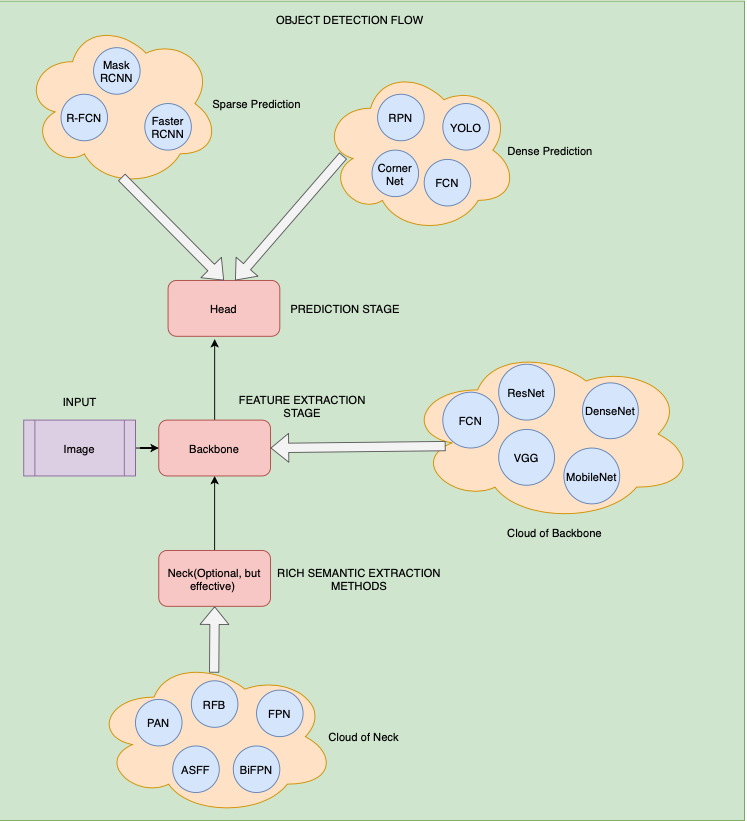 OBJECT DETECTION FLOW
Mask
RCNN
R-FCN
Faster
RCNN
Sparse Prediction
RPN
YOLO
Corner
Net
FCN
Dense Prediction
Head
PREDICTION STAGE
INPUT
Image
FEATURE EXTRACTION
STAGE
Backbone
FCN
ResNet
DenseNet
VGG
MobileNet
Cloud of Backbone
Neck(Optional, but
effective)
RICH SEMANTIC EXTRACTION
METHODS
PAN
RFB
FPN
ASFF
BiFPN
Cloud of Neck